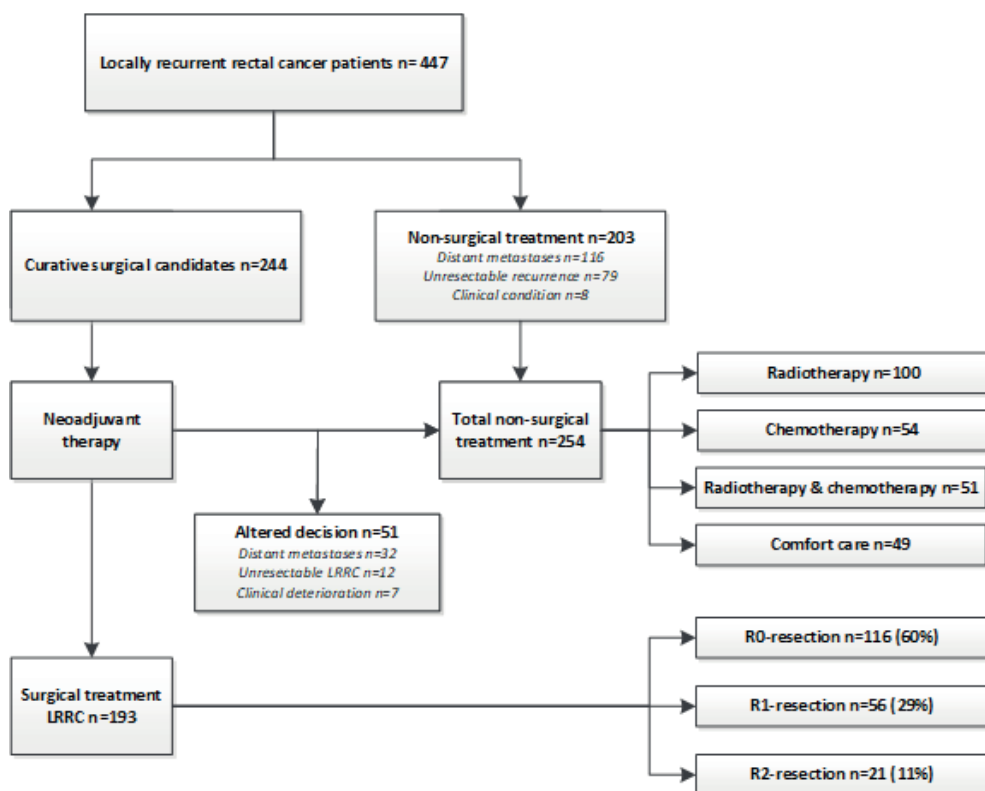 Locally recurrent rectal cancer patients n= 447
Curative surgical candidates n=244
Non-surgical treatment n=203
Distant metastases n=116
Unresectable recurrence n=79
Clinical condition n=8
Neoadjuvant
therapy
Total non-surgical
treatment n=254
Radiotherapy n=100
Chemotherapy n=54
Radiotherapy & chemotherapy n=51
Comfort care n=49
Altered decision n=51
Distant metastases n=32
Unresectable LRRC n=12
Clinical deterioration n=7
Surgical treatment
LRRC n=193
R0-resection n=116 (60%)
R1-resection n=56 (29%)
R2-resection n=21 (11%)